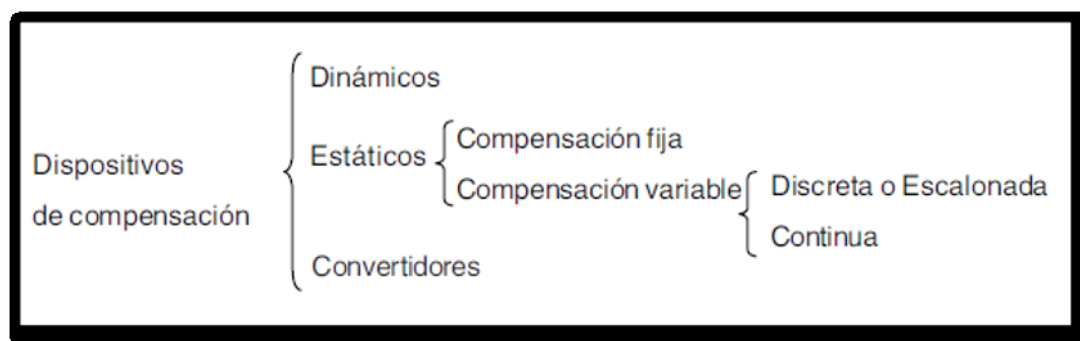 Dispositivos
de compensación
Dinámicos
Estáticos
Compensación fija
Compensación variable
Discreta o Escalonada
Continua
Convertidores